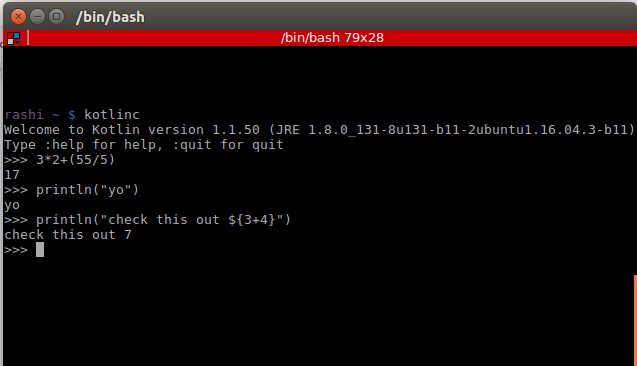 /bin/bash
/bin/bash 79x28
rashi ~ $ kotlinc
Welcome to Kotlin version 1.1.50 (JRE 1.8.0_131-8u131-b11-2ubuntu1.16.04.3-b11)
Type :help for help, :quit for quit
>>> 3*2+(55/5)
17
>>> println("yo")
yo
>>> println("check this out ${3+4}")
check this out 7
>>>